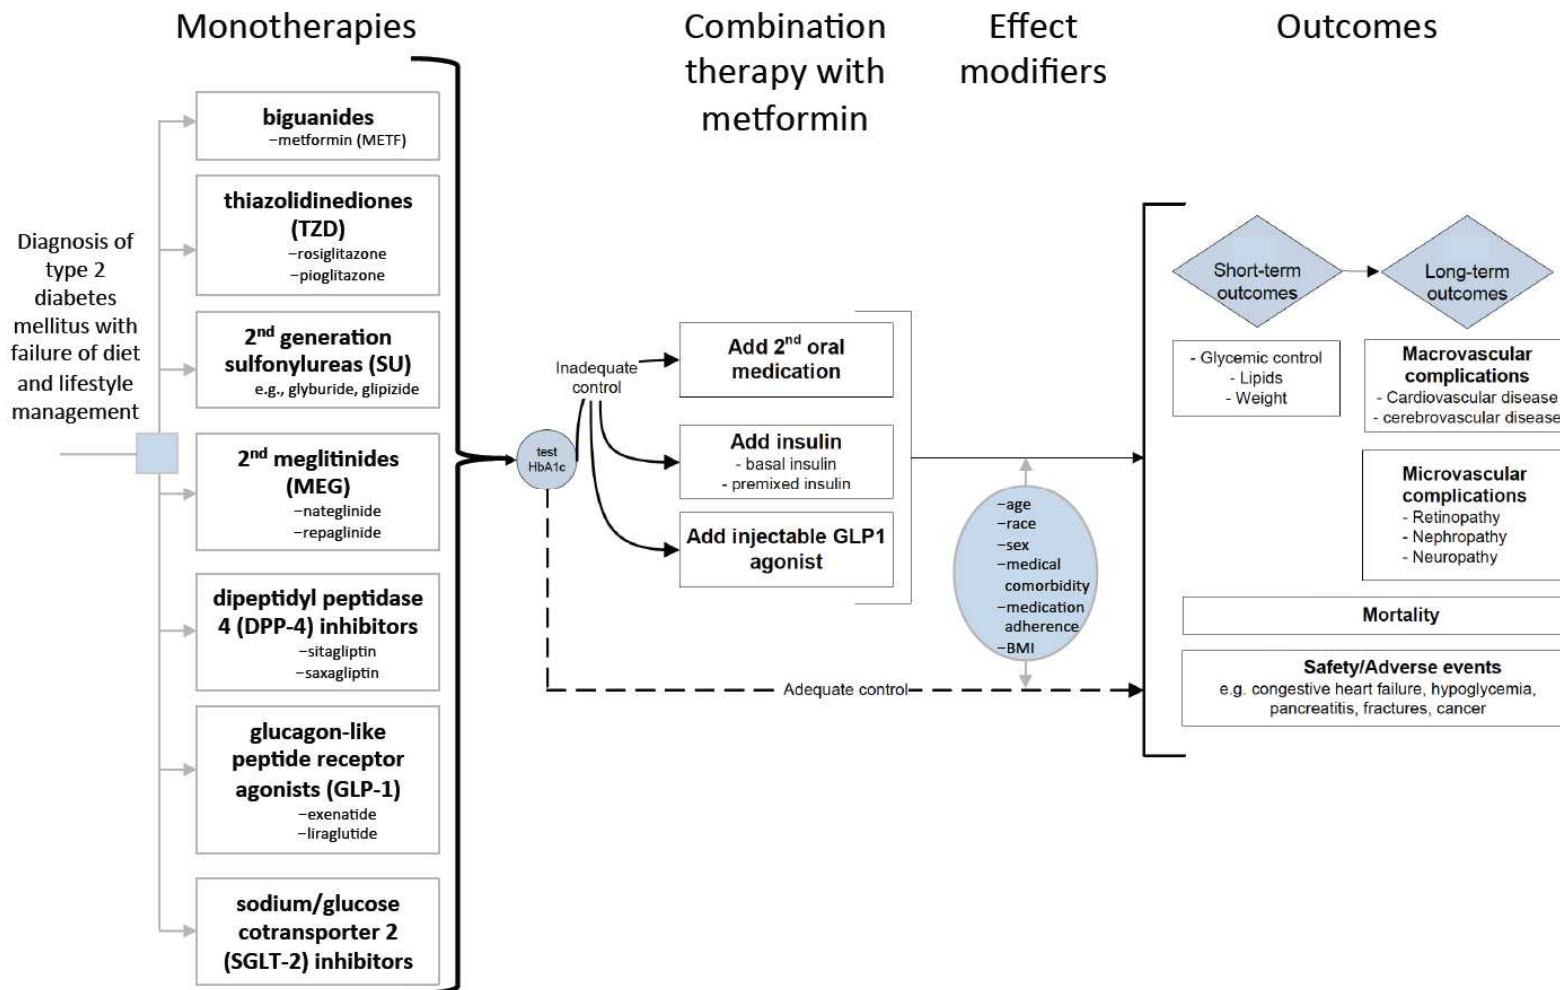 Monotherapies
Combination
therapy with
metformin
Effect
modifiers
Outcomes
Diagnosis of
type 2
diabetes
mellitus with
failure of diet
and lifestyle
management
biguanides
–metformin (METF)
thiazolidinediones
(TZD)
–rosiglitazone
–pioglitazone
2nd generation
sulfonylureas (SU)
e.g., glyburide, glipizide
2nd meglitinides
(MEG)
–nateglinide
–repaglinide
dipeptidyl peptidase
4 (DPP-4) inhibitors
–sitagliptin
–saxagliptin
glucagon-like
peptide receptor
agonists (GLP-1)
–exenatide
–liraglutide
sodium/glucose
cotransporter 2
(SGLT-2) inhibitors
test
HbA1c
Inadequate
control
Add 2nd oral
medication
Add insulin
- basal insulin
- premixed insulin
Add injectable GLP1
agonist
Adequate control
–age
–race
–sex
–medical
comorbidity
–medication
adherence
–BMI
Short-term
outcomes
Long-term
outcomes
- Glycemic control
- Lipids
- Weight
Macrovascular
complications
- Cardiovascular disease
- cerebrovascular disease
Microvascular
complications
- Retinopathy
- Nephropathy
- Neuropathy
Mortality
Safety/Adverse events
e.g. congestive heart failure, hypoglycemia,
pancreatitis, fractures, cancer